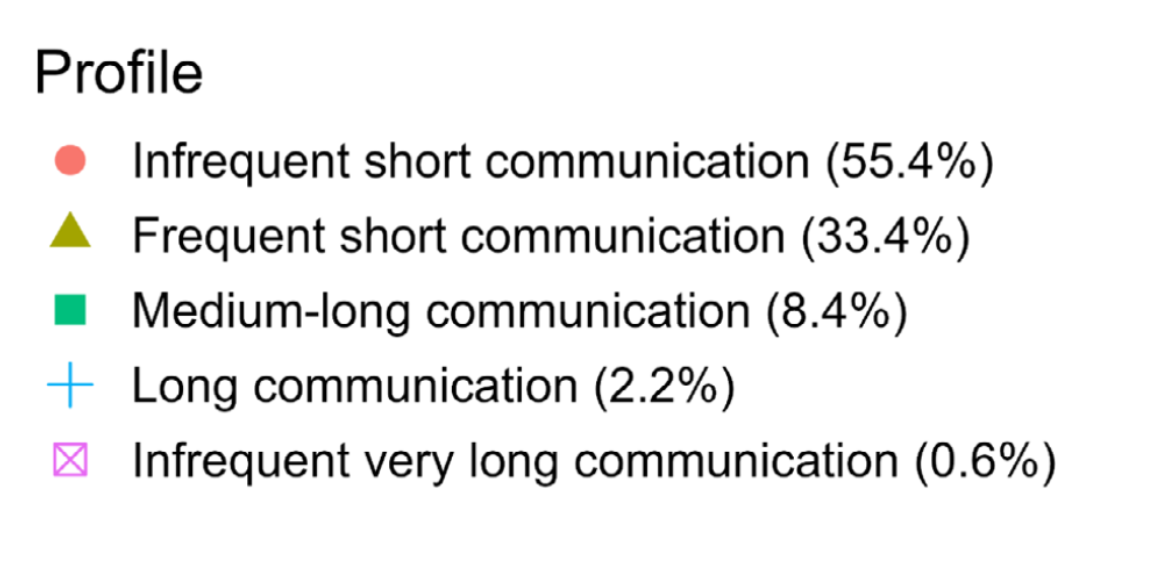 Profile
Infrequent short communication (55.4%)
Frequent short communication (33.4%)
Medium-long communication (8.4%)
Long communication (2.2%)
Infrequent very long communication (0.6%)